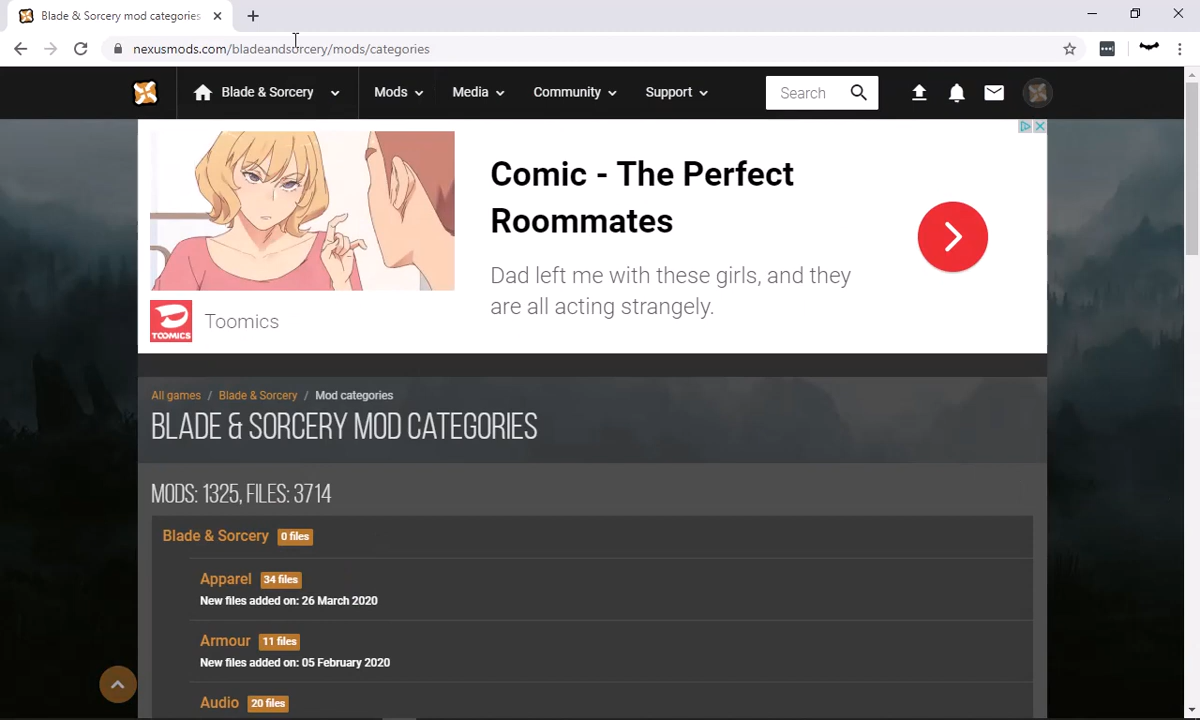 Blade & Sorcery mod categories
nexusmods.com/bladeandsorcery/mods/categories
Blade & Sorcery
Mods
Media
Community
Support
Search
Comic - The Perfect
Roommates
Dad left me with these girls, and they
are all acting strangely.
TOOMICS
Toomics
All games / Blade & Sorcery / Mod categories
BLADE & SORCERY MOD CATEGORIES
MODS: 1325, FILES: 3714
Blade & Sorcery 0 files
Apparel 34 files
New files added on: 26 March 2020
Armour 11 files
New files added on: 05 February 2020
Audio 20 files